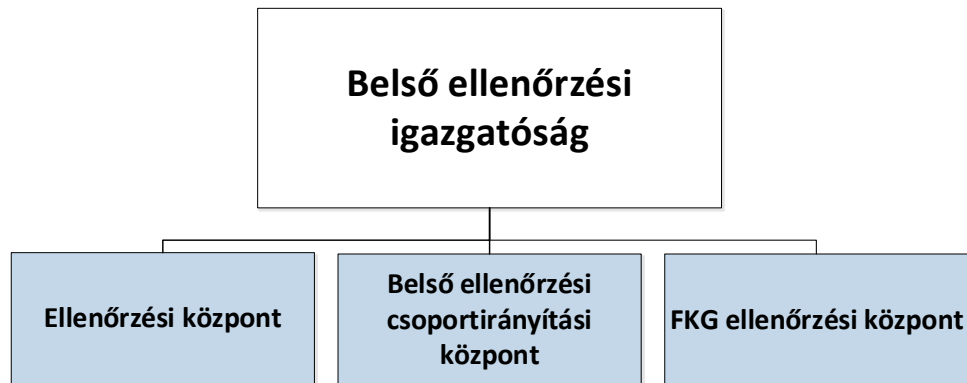 Belső ellenőrzési
igazgatóság
Ellenőrzési központ
Belső ellenőrzési
csoportirányítási
központ
FKG ellenőrzési központ